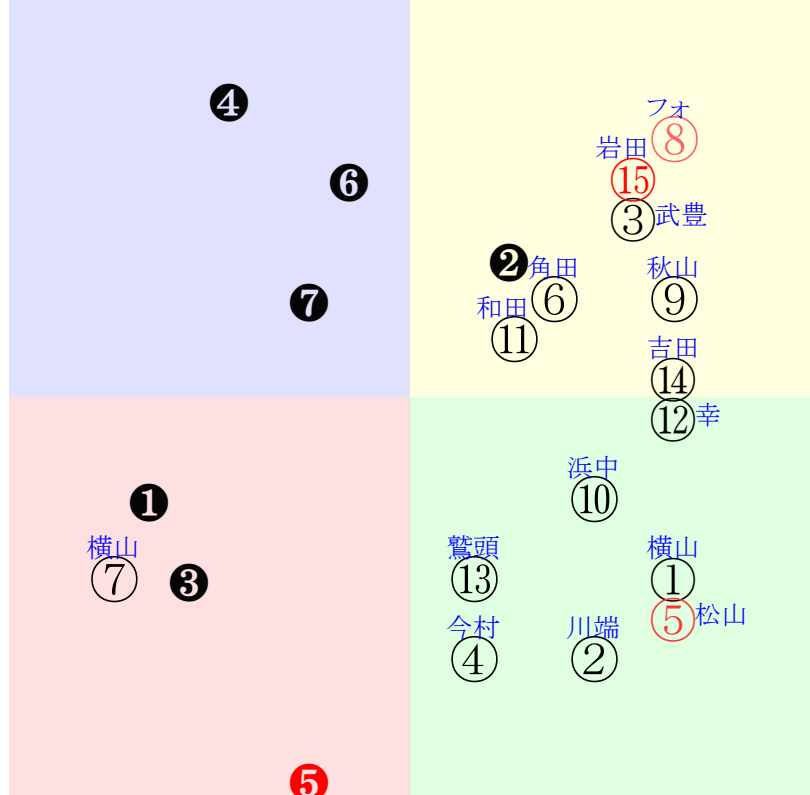 ❹
フォ
⑧
岩田
⑮
❻
③武豊
❷角田
秋山
⑥
⑨
❼
和田
⑪
吉田
⑭
⑫幸
浜中
❶
⑩
横山
鷲頭
横山
⑦
❸
⑬
①
⑤松山
今村
川端
④
②
❺